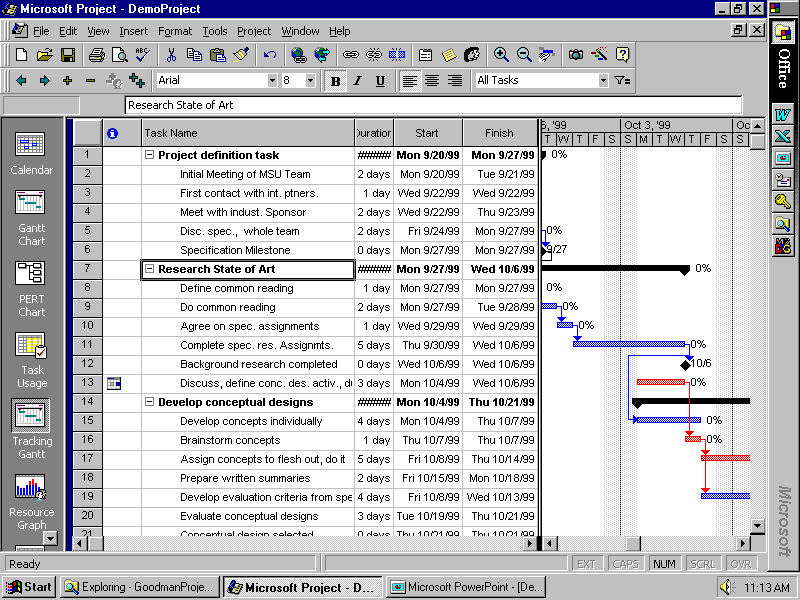 Microsoft Project - DemoProject
File Edit View Insert Format Tools Project Window Help
Arial 8 B I U All Tasks
Research State of Art
Office
Task Name Duration Start Finish 6, '99 Oct 3, '99 Oc
T W T F S S M T W T F S S
1 Project definition task ####### Mon 9/20/99 Mon 9/27/99 0%
2 Initial Meeting of MSU Team 2 days Mon 9/20/99 Tue 9/21/99
3 First contact with int. ptners. 1 day Wed 9/22/99 Wed 9/22/99
4 Meet with indust. Sponsor 2 days Wed 9/22/99 Thu 9/23/99
5 Disc. spec., whole team 2 days Fri 9/24/99 Mon 9/27/99 0%
6 Specification Milestone 0 days Mon 9/27/99 Mon 9/27/99 9/27
7 Research State of Art ####### Mon 9/27/99 Wed 10/6/99 0%
8 Define common reading 1 day Mon 9/27/99 Mon 9/27/99 0%
9 Do common reading 2 days Mon 9/27/99 Tue 9/28/99 0%
10 Agree on spec. assignments 1 day Wed 9/29/99 Wed 9/29/99 0%
11 Complete spec. res. Assignmts. 5 days Thu 9/30/99 Wed 10/6/99 0%
12 Background research completed 0 days Wed 10/6/99 Wed 10/6/99 10/6
13 Discuss, define conc. des. activ., du 3 days Mon 10/4/99 Wed 10/6/99 0%
14 Develop conceptual designs ####### Mon 10/4/99 Thu 10/21/99
15 Develop concepts individually 4 days Mon 10/4/99 Thu 10/7/99 0%
16 Brainstorm concepts 1 day Thu 10/7/99 Thu 10/7/99 0%
17 Assign concepts to flesh out, do it 5 days Fri 10/8/99 Thu 10/14/99
18 Prepare written summaries 2 days Fri 10/15/99 Mon 10/18/99
19 Develop evaluation criteria from spe 4 days Fri 10/8/99 Wed 10/13/99
20 Evaluate conceptual designs 3 days Tue 10/19/99 Thu 10/21/99
21 Conceptual design selected 0 days Thu 10/21/99 Thu 10/21/99
Calendar
Gantt
Chart
PERT
Chart
Task
Usage
Tracking
Gantt
Resource
Graph
Microsoft
Ready EXT CAPS NUM SCRL OVR
Start Exploring - GoodmanProje... Microsoft Project - D... Microsoft PowerPoint - [De... 11:13 AM